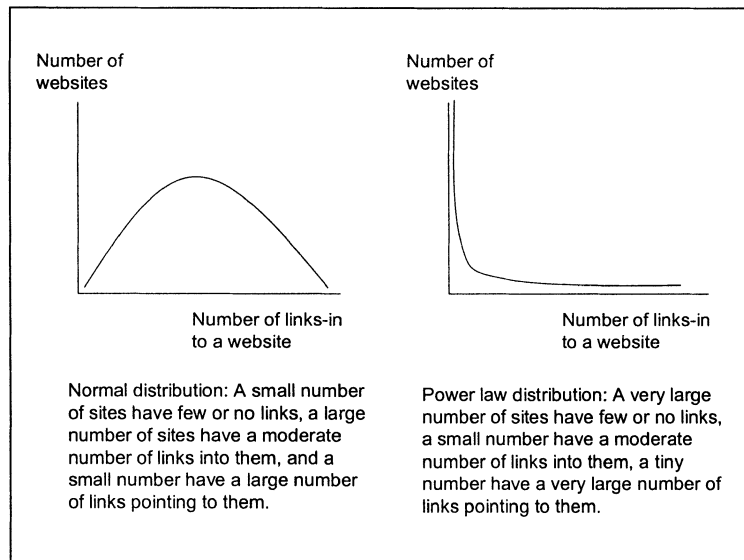 Number of
websites
Number of links-in
to a website
Normal distribution: A small number
of sites have few or no links, a large
number of sites have a moderate
number of links into them, and a
small number have a large number
of links pointing to them.
Number of
websites
Number of links-in
to a website
Power law distribution: A very large
number of sites have few or no links,
a small number have a moderate
number of links into them, a tiny
number have a very large number of
links pointing to them.